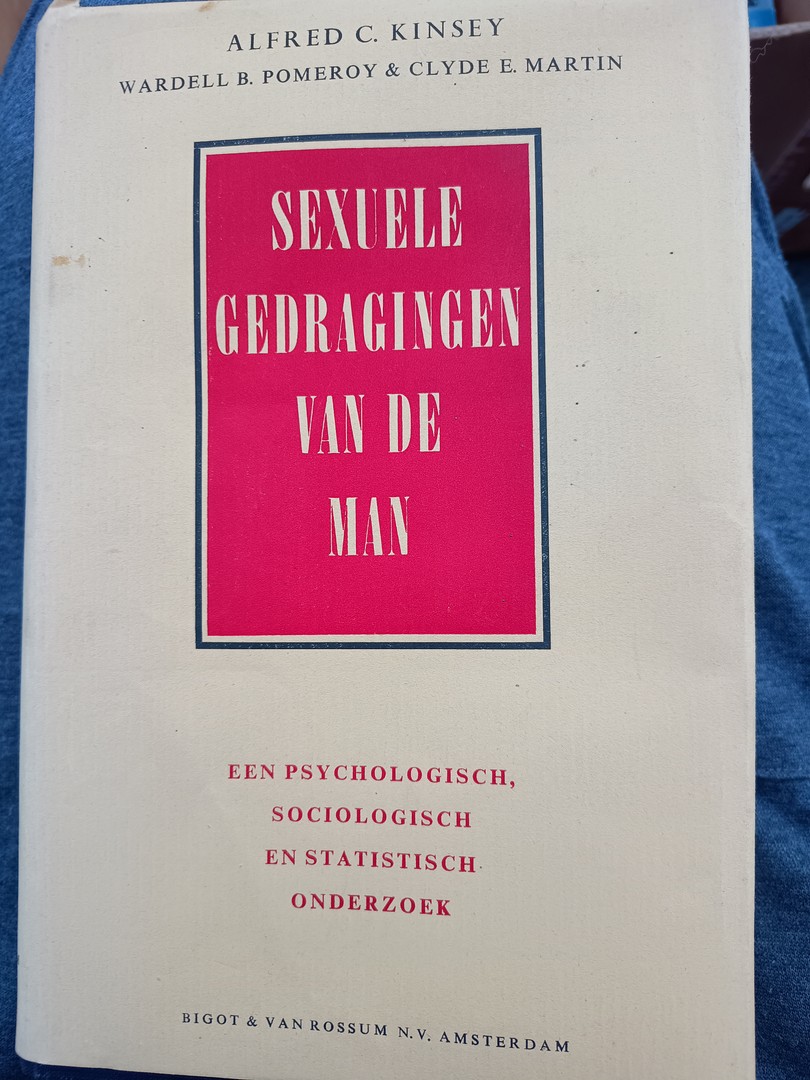 ALFRED C. KINSEY
WARDELL B. POMEROY & CLYDE E. MARTIN
SEXUELE
GEDRAGINGEN
VAN DE
MAN
EEN PSYCHOLOGISCH,
SOCIOLOGISCH
EN STATISTISCH
ONDERZOEK
BIGOT & VAN ROSSUM N.V. AMSTERDAM